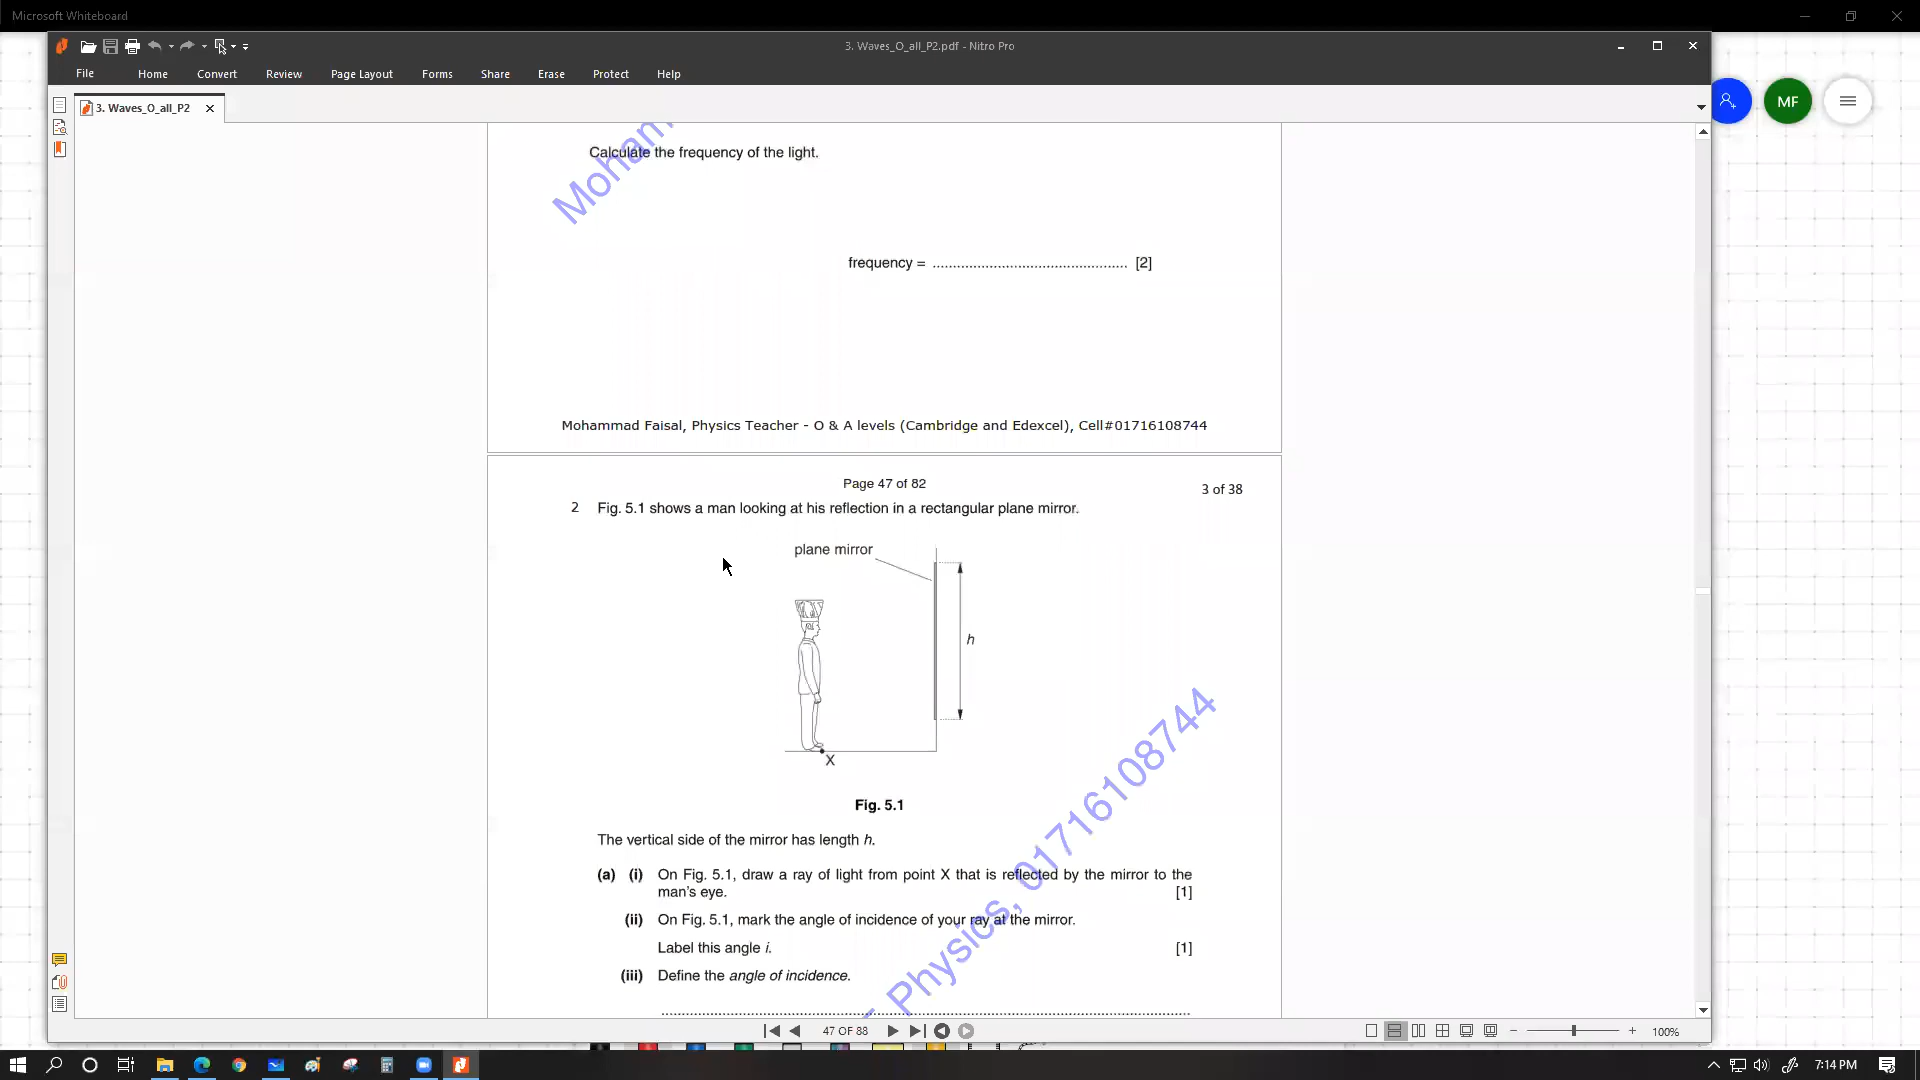 Microsoft Whiteboard
3. Waves_O_all_P2.pdf - Nitro Pro
File Home Convert Review Page Layout Forms Share Erase Protect Help
3. Waves_O_all_P2
MF
Moham
Calculate the frequency of the light.
frequency = ................................................ [2]
Mohammad Faisal, Physics Teacher - O & A levels (Cambridge and Edexcel), Cell#01716108744
Page 47 of 82
3 of 38
2 Fig. 5.1 shows a man looking at his reflection in a rectangular plane mirror.
plane mirror
h
X
Fig. 5.1
The vertical side of the mirror has length h.
(a) (i) On Fig. 5.1, draw a ray of light from point X that is reflected by the mirror to the
man's eye. [1]
(ii) On Fig. 5.1, mark the angle of incidence of your ray at the mirror.
Label this angle i. [1]
(iii) Define the angle of incidence.
Physics, 01716108744
47 OF 88
100%
7:14 PM